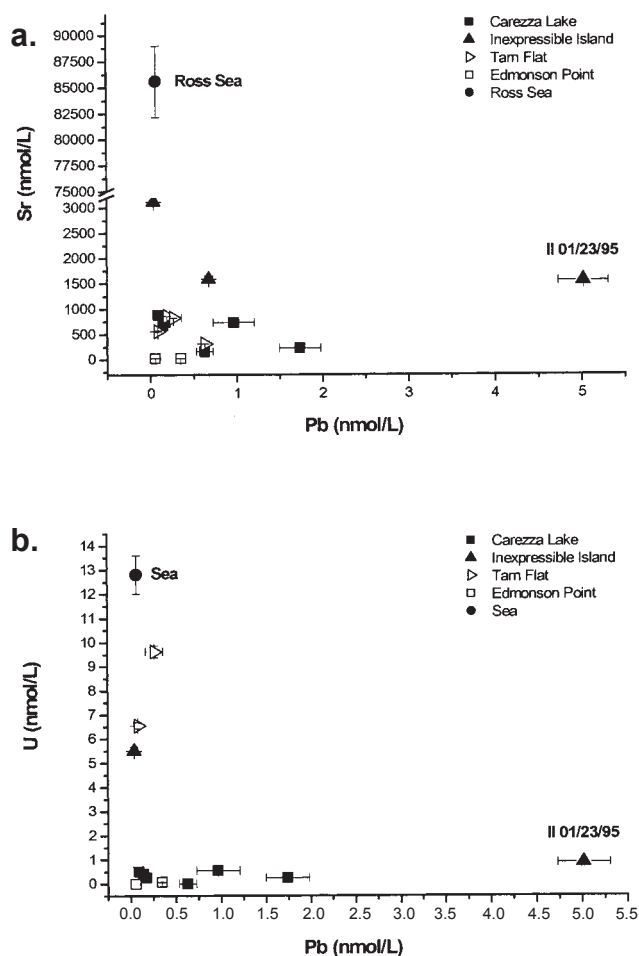 a.
90000
87500
85000
82500
80000
77500
75000
3000
2500
2000
1500
1000
500
0
Sr (nmol/L)
Carezza Lake
Inexpressible Island
Tarn Flat
Edmonson Point
Ross Sea
Ross Sea
II 01/23/95
0 1 2 3 4 5
Pb (nmol/L)
b.
14
13
12
11
10
9
8
7
6
5
4
3
2
1
0
U (nmol/L)
Carezza Lake
Inexpressible Island
Tarn Flat
Edmonson Point
Sea
Sea
II 01/23/95
0.0 0.5 1.0 1.5 2.0 2.5 3.0 3.5 4.0 4.5 5.0 5.5
Pb (nmol/L)